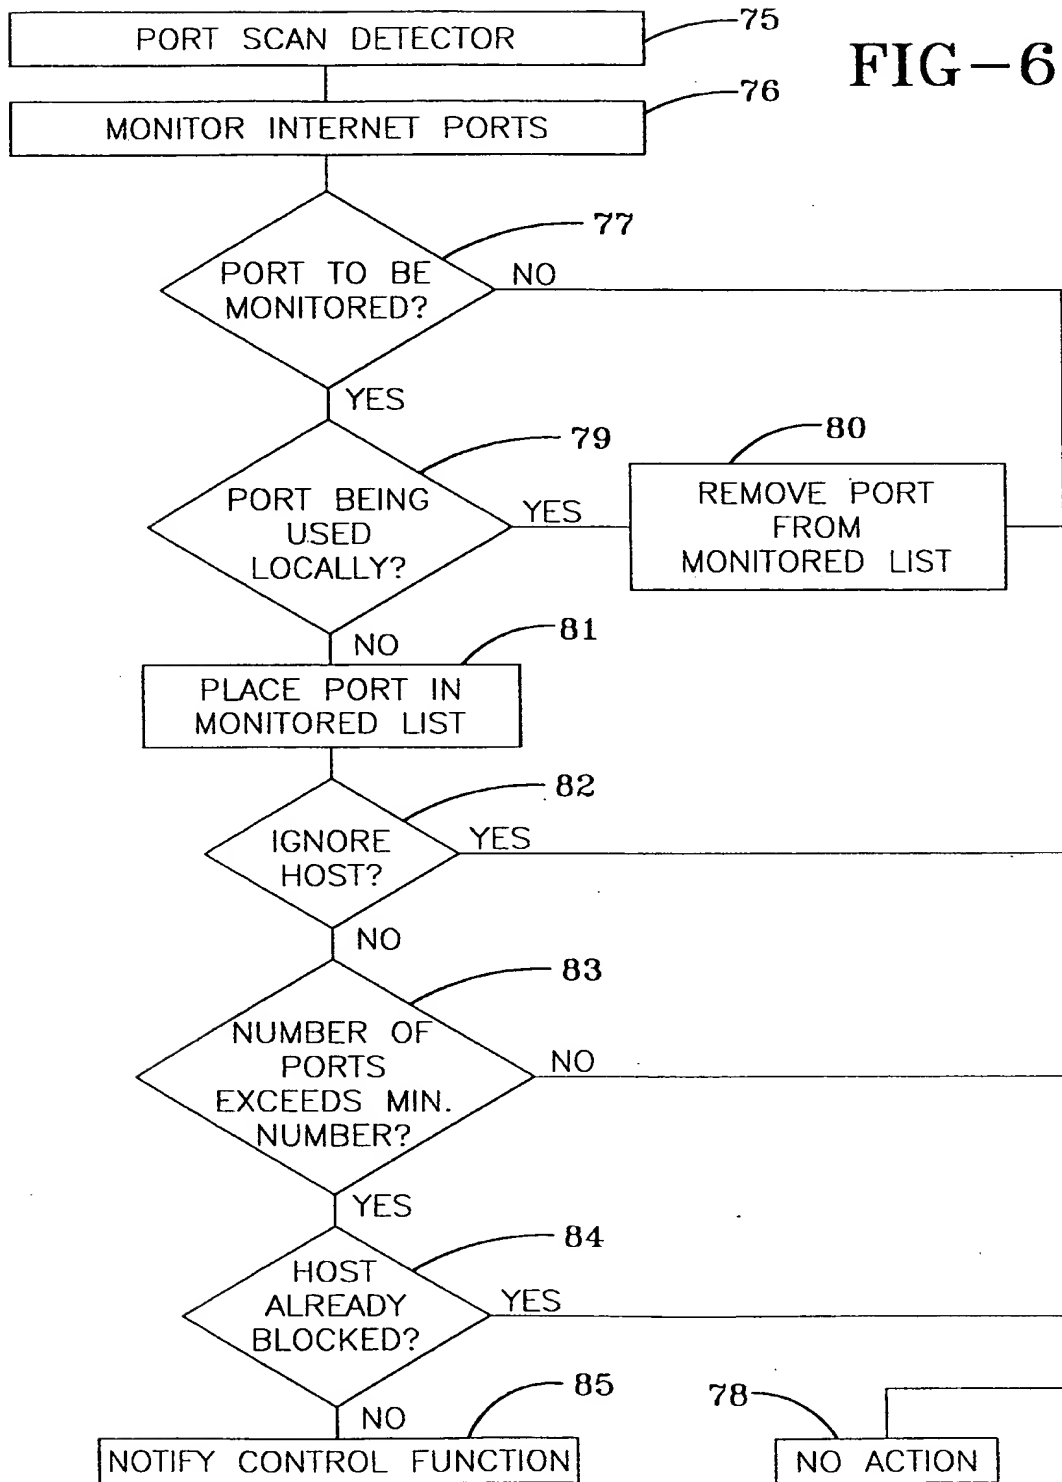 75
PORT SCAN DETECTOR
FIG-6
76
MONITOR INTERNET PORTS
77
PORT TO BE
MONITORED?
NO
YES
79
80
PORT BEING
USED
LOCALLY?
YES
REMOVE PORT
FROM
MONITORED LIST
NO
81
PLACE PORT IN
MONITORED LIST
82
IGNORE
HOST?
YES
NO
83
NUMBER OF
PORTS
EXCEEDS MIN.
NUMBER?
NO
YES
84
HOST
ALREADY
BLOCKED?
YES
NO
85
78
NOTIFY CONTROL FUNCTION
NO ACTION